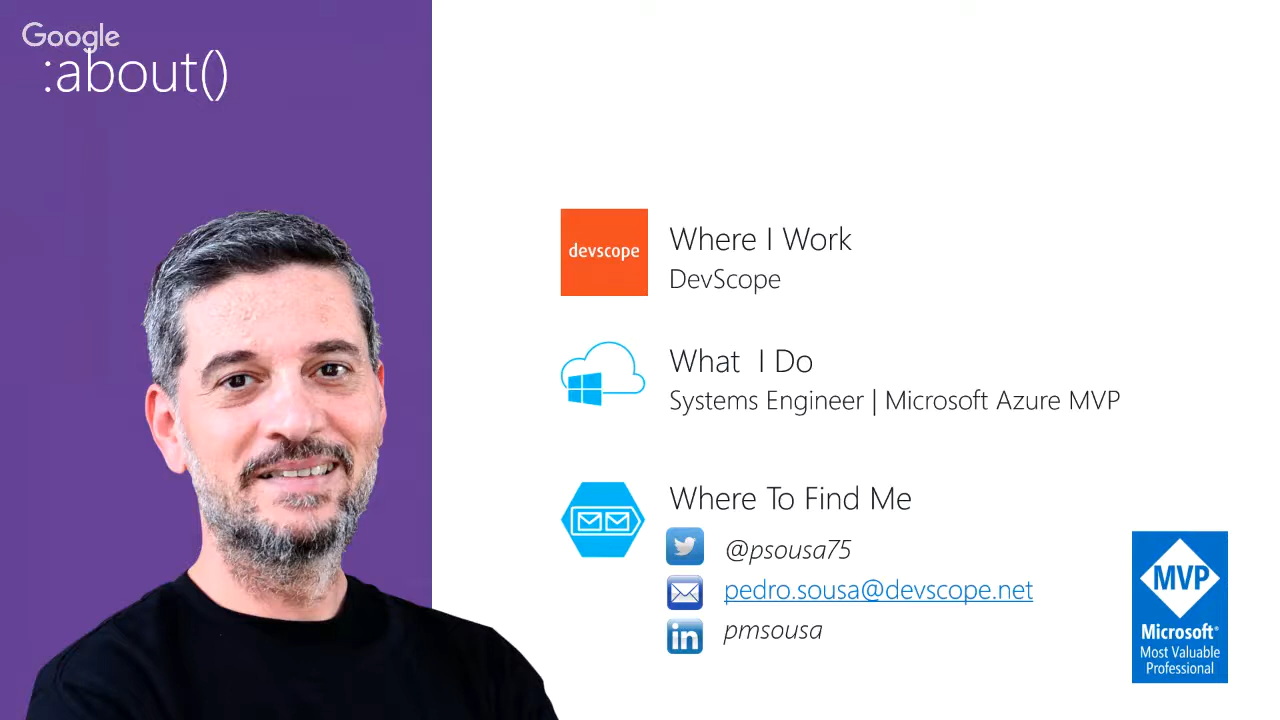 Google
:about()
devscope
Where I Work
DevScope
What  I Do
Systems Engineer | Microsoft Azure MVP
Where To Find Me
@psousa75
pedro.sousa@devscope.net
in
pmsousa
MVP
Microsoft®
Most Valuable
Professional